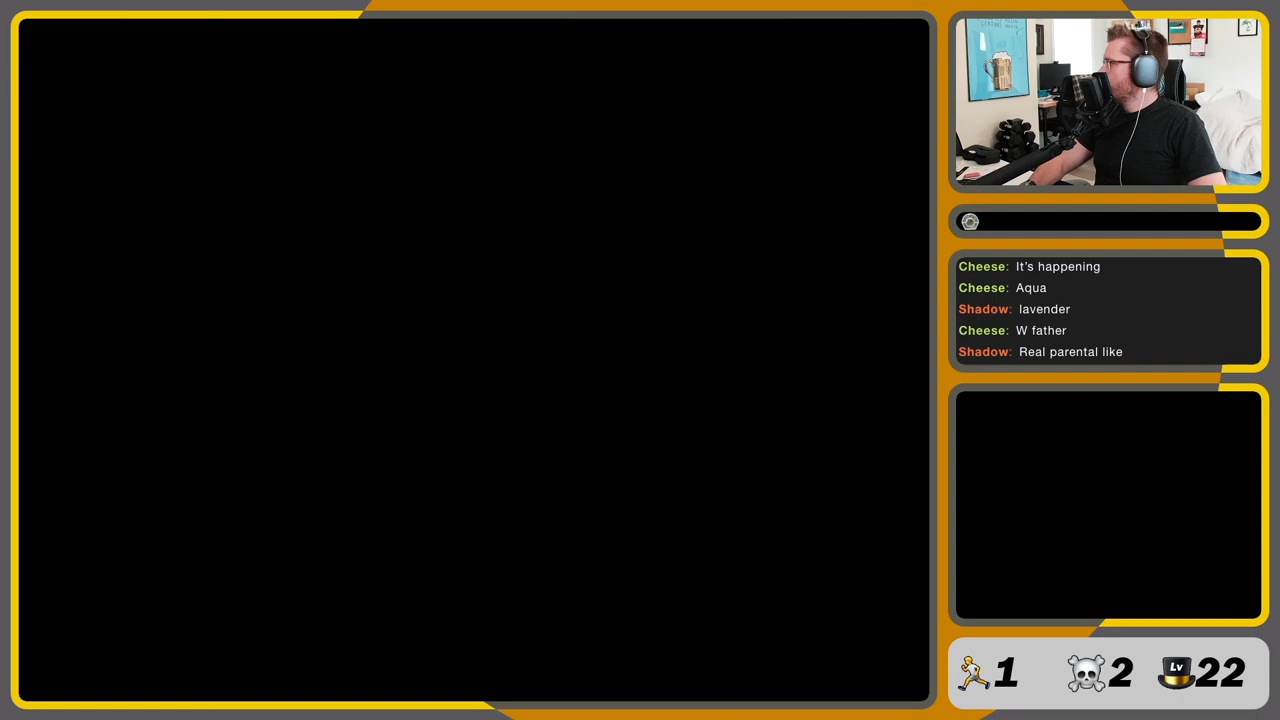 Cheese: It's happening
Cheese: Aqua
Shadow: lavender
Cheese: W father
Shadow: Real parental like
1 2 Lv 22